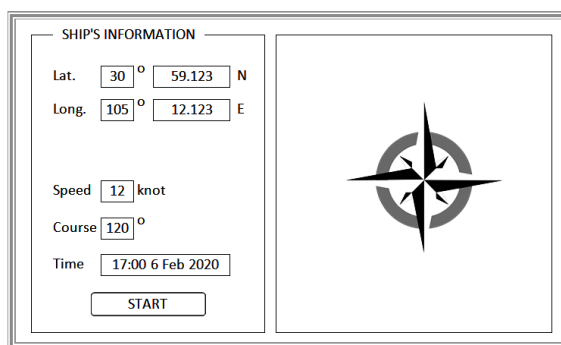 SHIP'S INFORMATION
Lat. 30 o 59.123 N
Long. 105 o 12.123 E
Speed 12 knot
Course 120 o
Time 17:00 6 Feb 2020
START